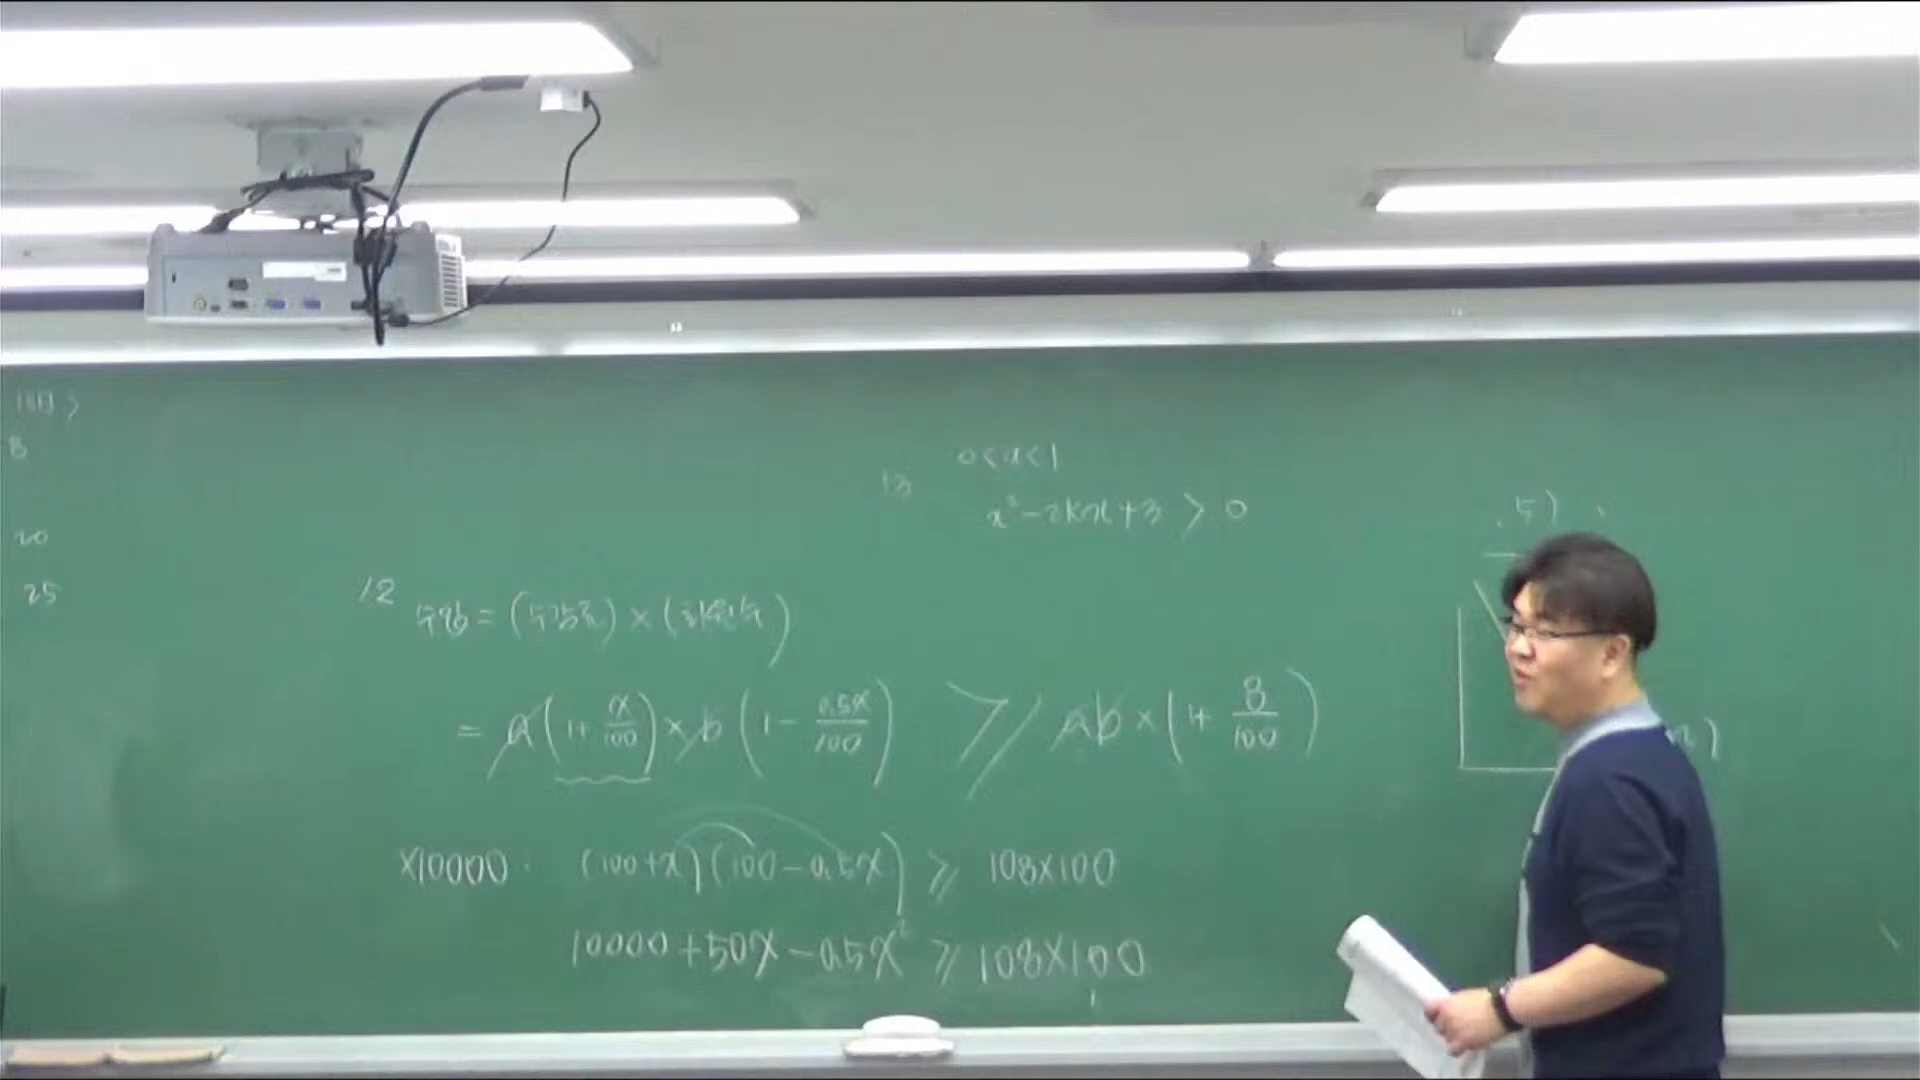 8
20
25
12 수입 = (수강료) × (회원수)
= a(1+x/100) × b(1 - 0.5x/100) ≥ ab × (1+ 8/100)
×10000. (100+x)(100-0.5x) ≥ 108×100
10000+50x-0.5x² ≥ 108×100
0<x<1
13 x²-2kx+3 > 0